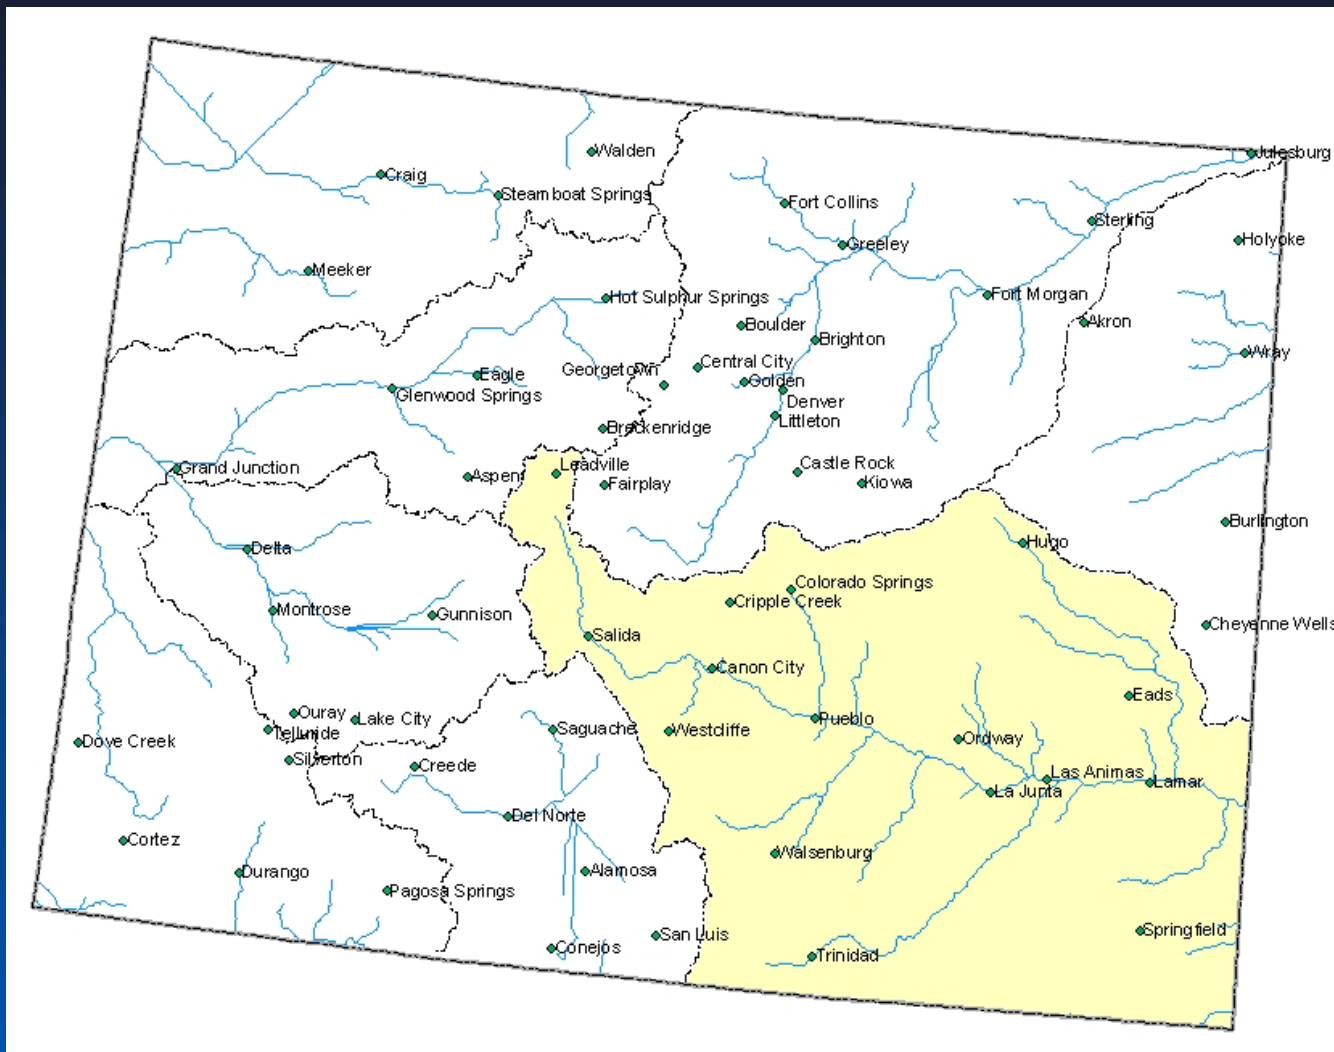 Julesburg
Walden
Craig
Steamboat Springs
Fort Collins
Sterling
Holyoke
Greeley
Meeker
Hot Sulphur Springs
Fort Morgan
Boulder
Akron
Brighton
Wray
Central City
Georgetown
Eagle
Golden
Glenwood Springs
Denver
Littleton
Breckenridge
Grand Junction
Leadville
Castle Rock
Aspen
Fairplay
Kiowa
Burlington
Delta
Hugo
Colorado Springs
Cripple Creek
Montrose
Gunnison
Cheyenne Wells
Salida
Canon City
Eads
Ouray
Lake City
Pueblo
Telluride
Saguache
Westcliffe
Ordway
Dove Creek
Silverton
Creede
Las Animas
Lamar
La Junta
Del Norte
Cortez
Walsenburg
Durango
Alamosa
Pagosa Springs
San Luis
Springfield
Conejos
Trinidad